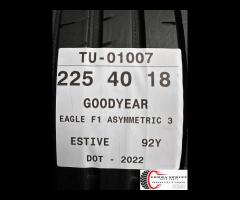 TU-01007
225 40 18
GOODYEAR
EAGLE F1 ASYMMETRIC 3
ESTIVE 92Y
DOT - 2022